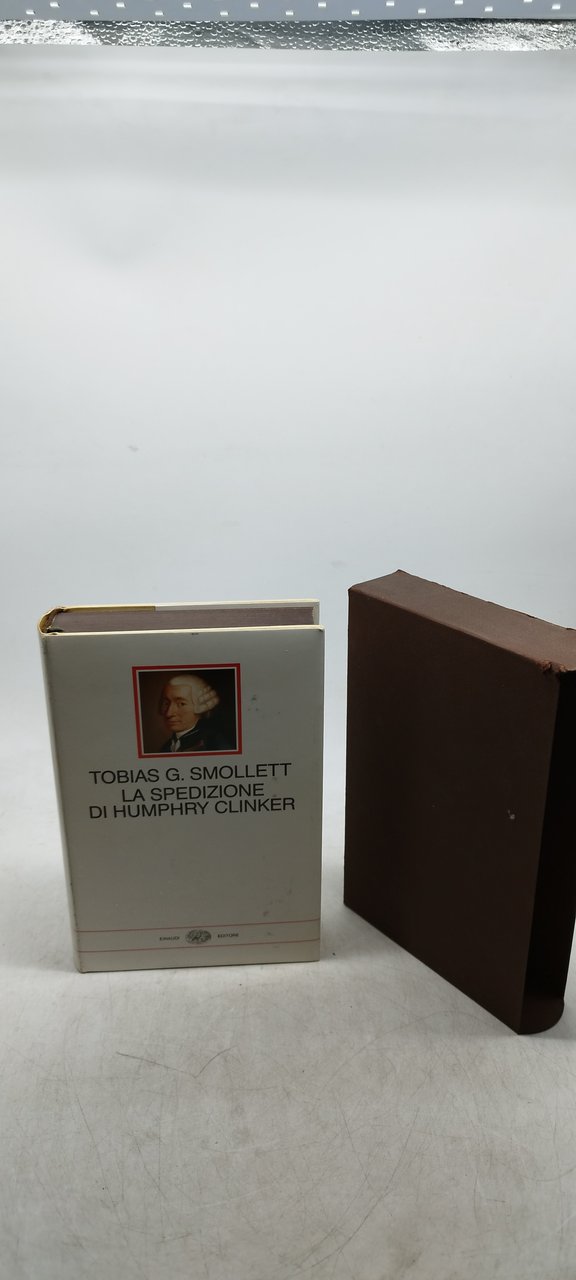 TOBIAS G. SMOLLETT
LA SPEDIZIONE
DI HUMPHRY CLINKER
EINAUDI EDITORE